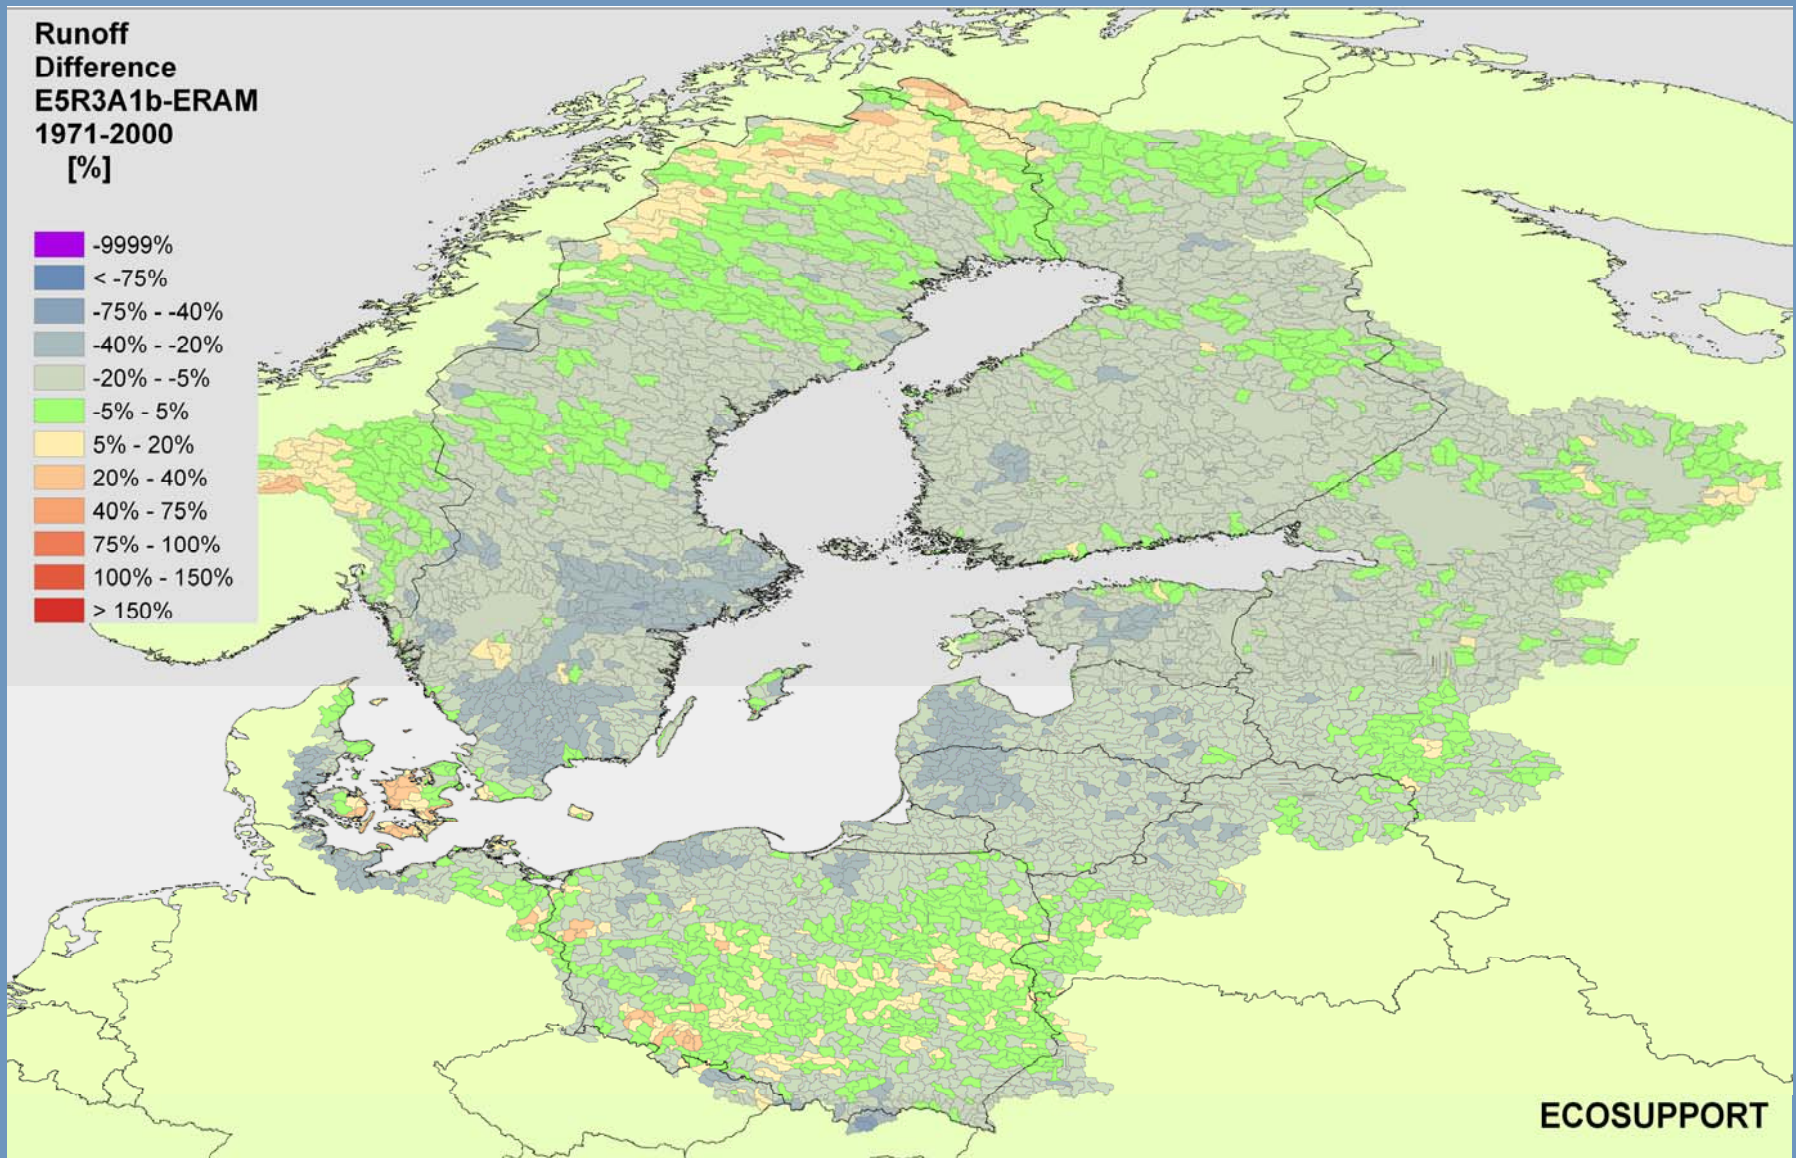 Runoff
Difference
E5R3A1b-ERAM
1971-2000
[%]
-9999%
< -75%
-75% - -40%
-40% - -20%
-20% - -5%
-5% - 5%
5% - 20%
20% - 40%
40% - 75%
75% - 100%
100% - 150%
> 150%
ECOSUPPORT